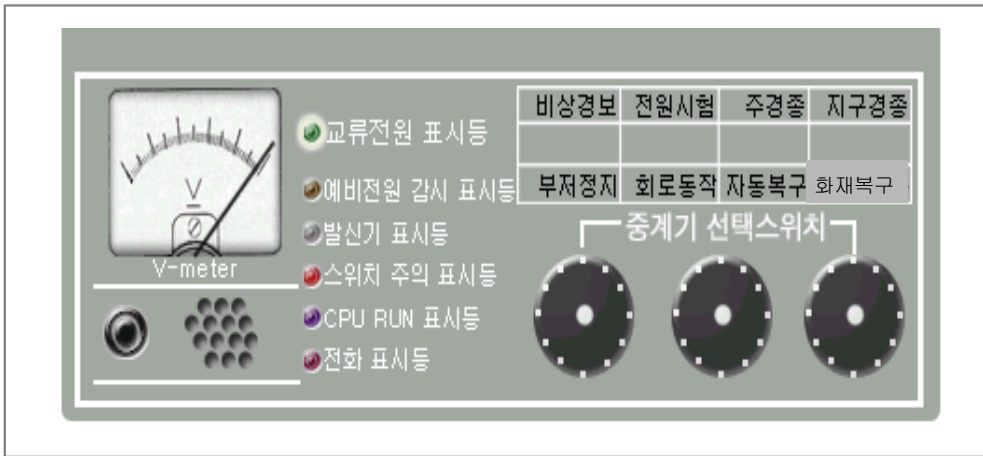 비상경보 전원시험 주경종 지구경종
부저정지 회로동작 자동복구 화재복구
교류전원 표시등
예비전원 감시 표시등
발신기 표시등
스위치 주의 표시등
CPU RUN 표시등
전화 표시등
중계기 선택스위치
V
V-meter